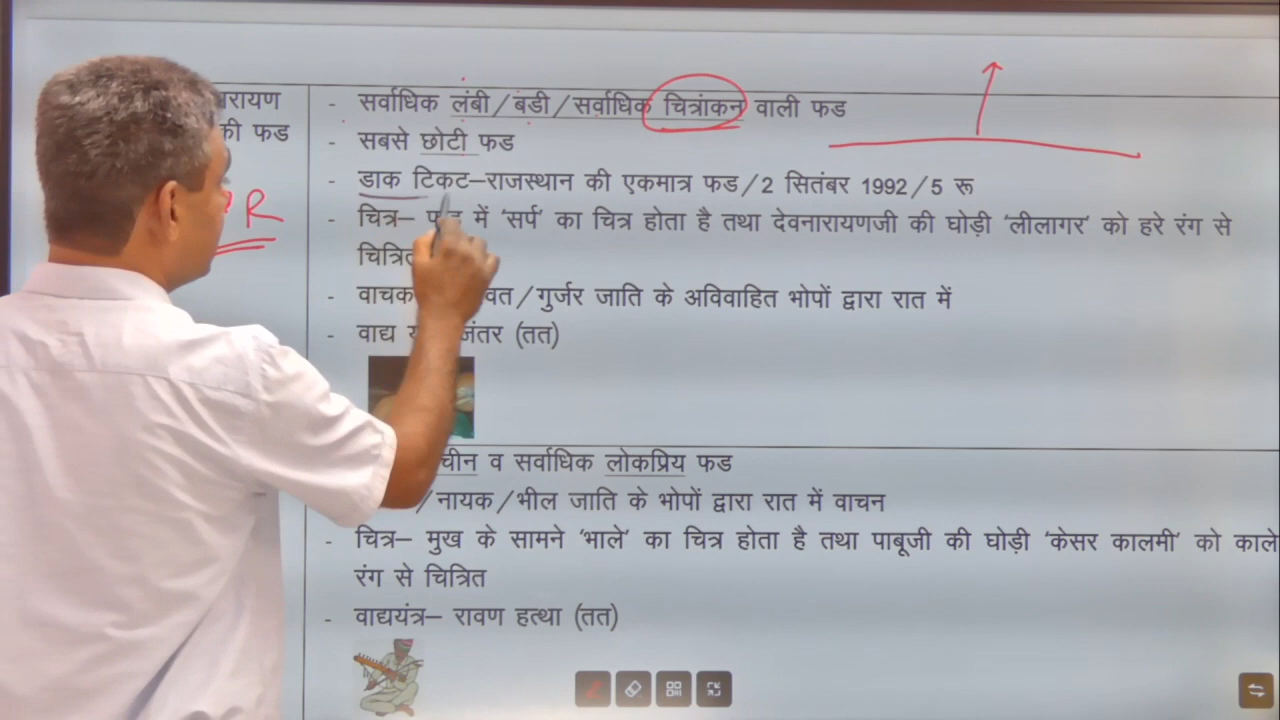 - सर्वाधिक लंबी/बडी/सर्वाधिक चित्रांकन वाली फड
की फड
- सबसे छोटी फड
- डाक टिकट–राजस्थान की एकमात्र फड/2 सितंबर 1992/5 रू
R
- चित्र– में 'सर्प' का चित्र होता है तथा देवनारायणजी की घोड़ी 'लीलागर' को हरे रंग से
- वाचक /गुर्जर जाति के अविवाहित भोपों द्वारा रात में
- वाद्य जंतर (तत)
व सर्वाधिक लोकप्रिय फड
/नायक/भील जाति के भोपों द्वारा रात में वाचन
- चित्र– मुख के सामने 'भाले' का चित्र होता है तथा पाबूजी की घोड़ी 'केसर कालमी' को काले
रंग से चित्रित
- वाद्ययंत्र– रावण हत्था (तत)